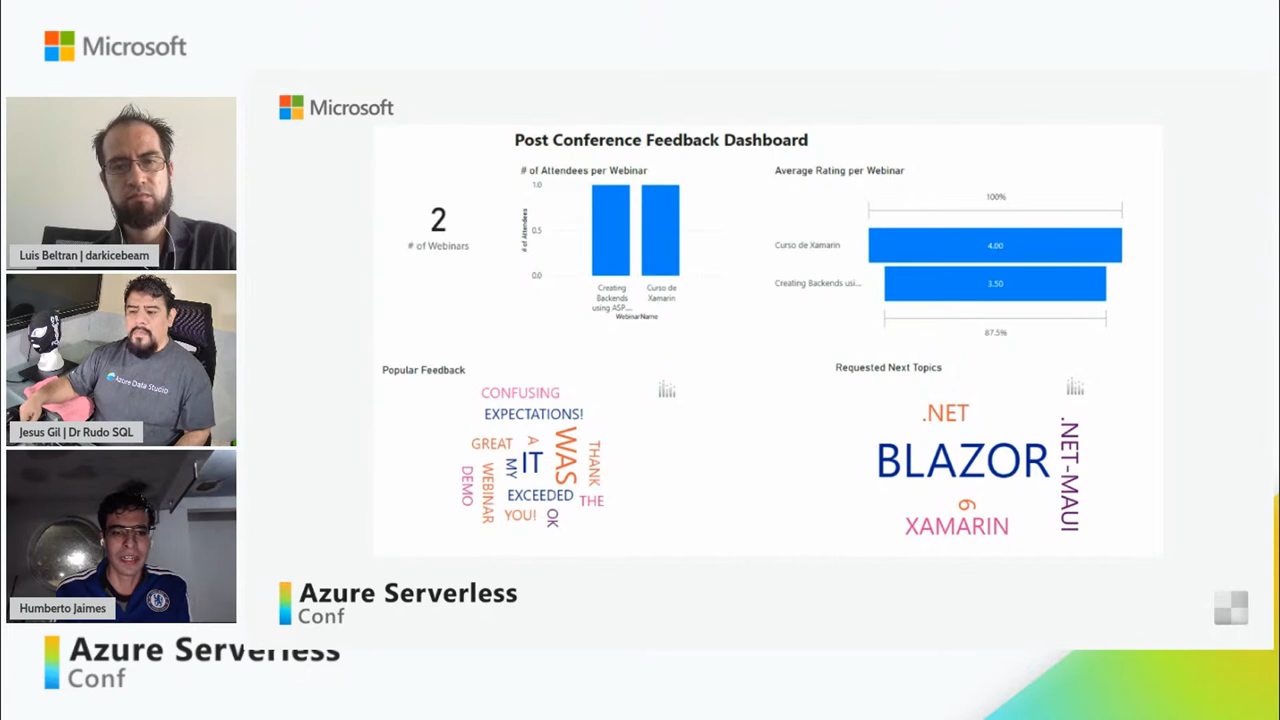 Microsoft
Luis Beltran | darkicebeam
Azure Data Studio
Jesus Gil | Dr Rudo SQL
Humberto Jaimes
Microsoft
Post Conference Feedback Dashboard
2
# of Webinars
# of Attendees per Webinar
1.0
0.5
0.0
# of Attendees
Creating
Backends
using ASP....
Curso de
Xamarin
WebinarName
Average Rating per Webinar
100%
Curso de Xamarin
4.00
Creating Backends usi...
3.50
87.5%
Popular Feedback
CONFUSING
EXPECTATIONS!
GREAT
A
WAS
THANK
MY
IT
DEMO
WEBINAR
EXCEEDED
THE
YOU!
OK
Requested Next Topics
.NET
BLAZOR
.NET-MAUI
6
XAMARIN
Azure Serverless
Conf
Azure Serverless
Conf